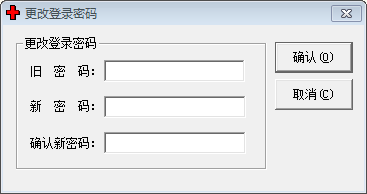 更改登录密码
更改登录密码
旧 密 码：
新 密 码：
确认新密码：
确认(O)
取消(C)